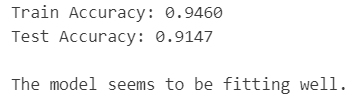 Train Accuracy: 0.9460
Test Accuracy: 0.9147
The model seems to be fitting well.